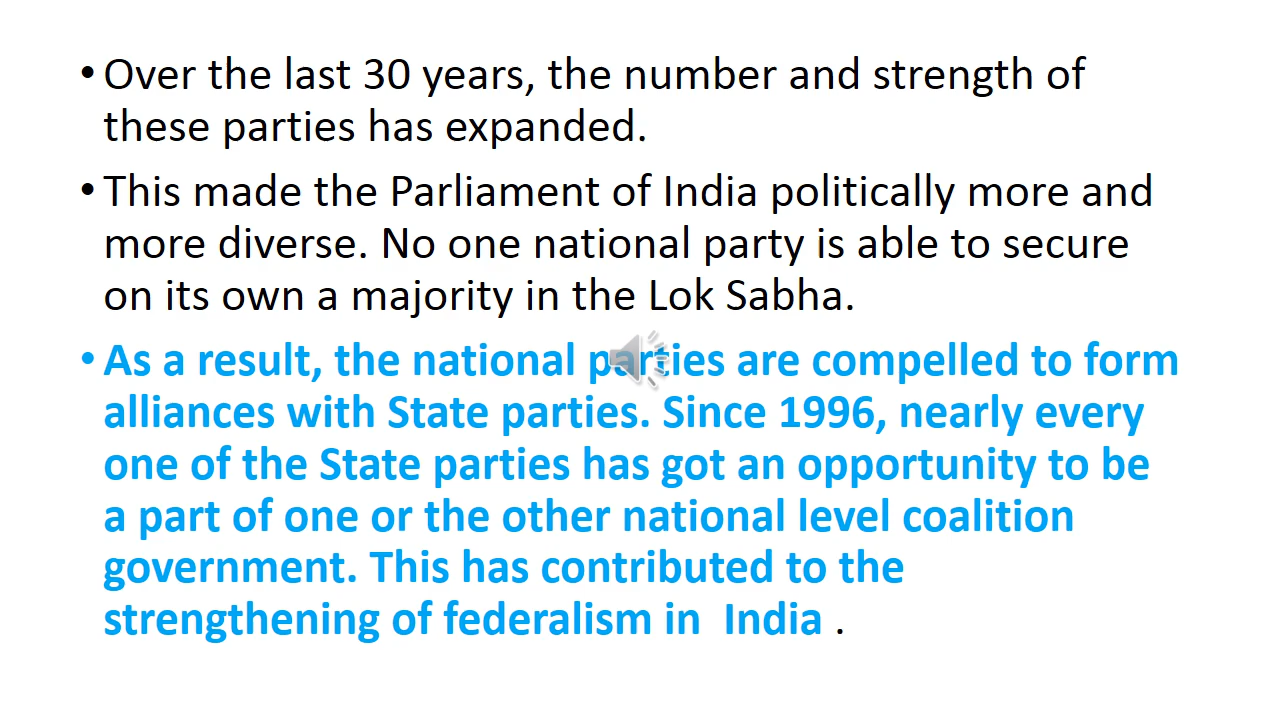 • Over the last 30 years, the number and strength of
these parties has expanded.
• This made the Parliament of India politically more and
more diverse. No one national party is able to secure
on its own a majority in the Lok Sabha.
• As a result, the national parties are compelled to form
alliances with State parties. Since 1996, nearly every
one of the State parties has got an opportunity to be
a part of one or the other national level coalition
government. This has contributed to the
strengthening of federalism in  India .